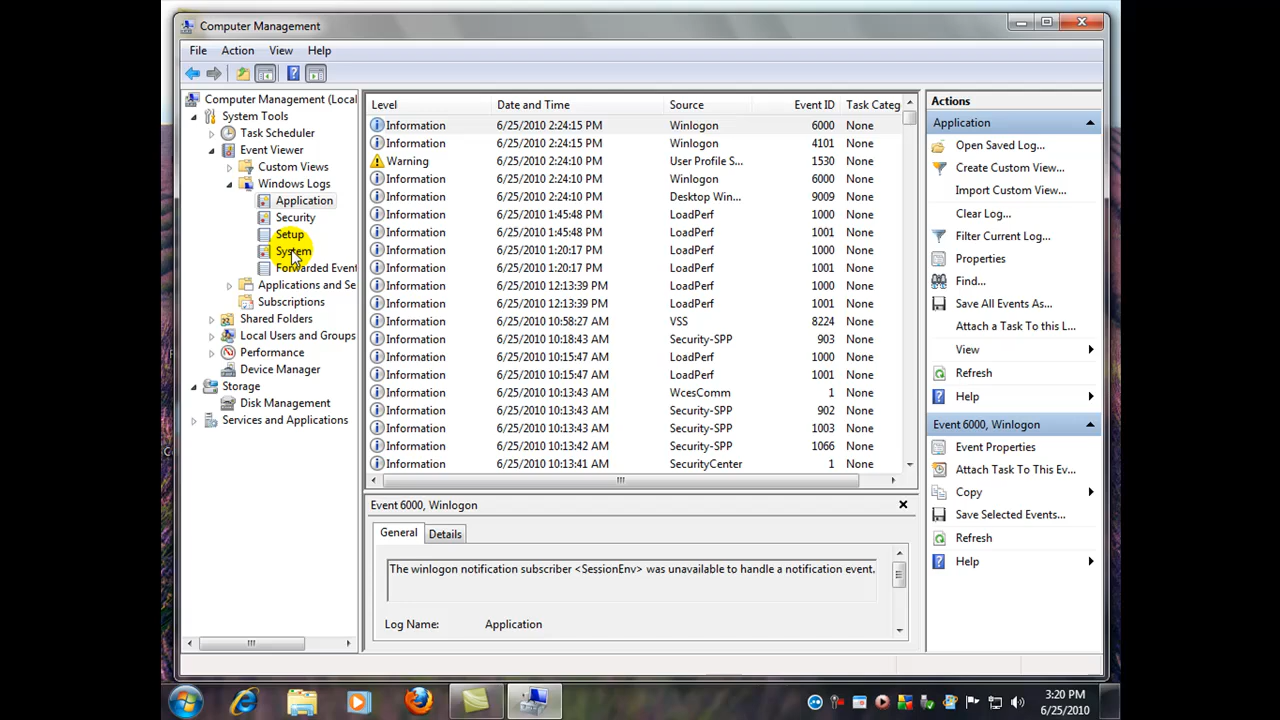 Computer Management
File Action View Help
Computer Management (Local
System Tools
Task Scheduler
Event Viewer
Custom Views
Windows Logs
Application
Security
Setup
System
Forwarded Event
Applications and Se
Subscriptions
Shared Folders
Local Users and Groups
Performance
Device Manager
Storage
Disk Management
Services and Applications
Level Date and Time Source Event ID Task Categ
Information 6/25/2010 2:24:15 PM Winlogon 6000 None
Information 6/25/2010 2:24:15 PM Winlogon 4101 None
Warning 6/25/2010 2:24:10 PM User Profile S... 1530 None
Information 6/25/2010 2:24:10 PM Winlogon 6000 None
Information 6/25/2010 2:24:10 PM Desktop Win... 9009 None
Information 6/25/2010 1:45:48 PM LoadPerf 1000 None
Information 6/25/2010 1:45:48 PM LoadPerf 1001 None
Information 6/25/2010 1:20:17 PM LoadPerf 1000 None
Information 6/25/2010 1:20:17 PM LoadPerf 1001 None
Information 6/25/2010 12:13:39 PM LoadPerf 1000 None
Information 6/25/2010 12:13:39 PM LoadPerf 1001 None
Information 6/25/2010 10:58:27 AM VSS 8224 None
Information 6/25/2010 10:18:43 AM Security-SPP 903 None
Information 6/25/2010 10:15:47 AM LoadPerf 1000 None
Information 6/25/2010 10:15:47 AM LoadPerf 1001 None
Information 6/25/2010 10:13:43 AM WcesComm 1 None
Information 6/25/2010 10:13:43 AM Security-SPP 902 None
Information 6/25/2010 10:13:43 AM Security-SPP 1003 None
Information 6/25/2010 10:13:42 AM Security-SPP 1066 None
Information 6/25/2010 10:13:41 AM SecurityCenter 1 None
Event 6000, Winlogon
General Details
The winlogon notification subscriber <SessionEnv> was unavailable to handle a notification event.
Log Name: Application
Actions
Application
Open Saved Log...
Create Custom View...
Import Custom View...
Clear Log...
Filter Current Log...
Properties
Find...
Save All Events As...
Attach a Task To this L...
View
Refresh
Help
Event 6000, Winlogon
Event Properties
Attach Task To This Ev...
Copy
Save Selected Events...
Refresh
Help
3:20 PM
6/25/2010